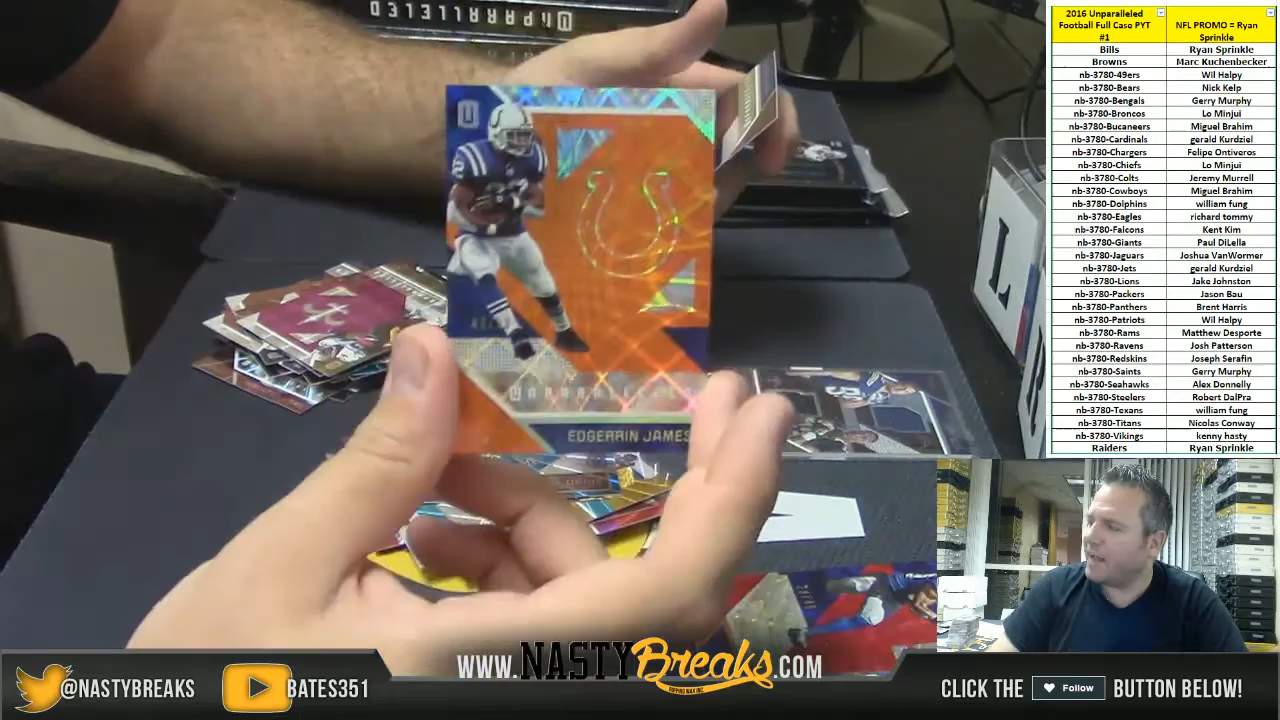 UNPARALLELED
U
UNPARALLELED
EDGERRIN JAMES
2016 Unparalleled
Football Full Case PYT
#1
NFL PROMO = Ryan
Sprinkle
Bills Ryan Sprinkle
Browns Marc Kuchenbecker
nb-3780-49ers Wil Halpy
nb-3780-Bears Nick Kelp
nb-3780-Bengals Gerry Murphy
nb-3780-Broncos Lo Minjui
nb-3780-Bucaneers Miguel Brahim
nb-3780-Cardinals gerald Kurdziel
nb-3780-Chargers Felipe Ontiveros
nb-3780-Chiefs Lo Minjui
nb-3780-Colts Jeremy Murrell
nb-3780-Cowboys Miguel Brahim
nb-3780-Dolphins william fung
nb-3780-Eagles richard tommy
nb-3780-Falcons Kent Kim
nb-3780-Giants Paul DiLella
nb-3780-Jaguars Joshua VanWormer
nb-3780-Jets gerald Kurdziel
nb-3780-Lions Jake Johnston
nb-3780-Packers Jason Bau
nb-3780-Panthers Brent Harris
nb-3780-Patriots Wil Halpy
nb-3780-Rams Matthew Desporte
nb-3780-Ravens Josh Patterson
nb-3780-Redskins Joseph Serafin
nb-3780-Saints Gerry Murphy
nb-3780-Seahawks Alex Donnelly
nb-3780-Steelers Robert DalPra
nb-3780-Texans william fung
nb-3780-Titans Nicolas Conway
nb-3780-Vikings kenny hasty
Raiders Ryan Sprinkle
L
@NASTYBREAKS
BATES351
WWW.NASTYBreaks.COM
RIPPING WAX INC.
CLICK THE Follow BUTTON BELOW!